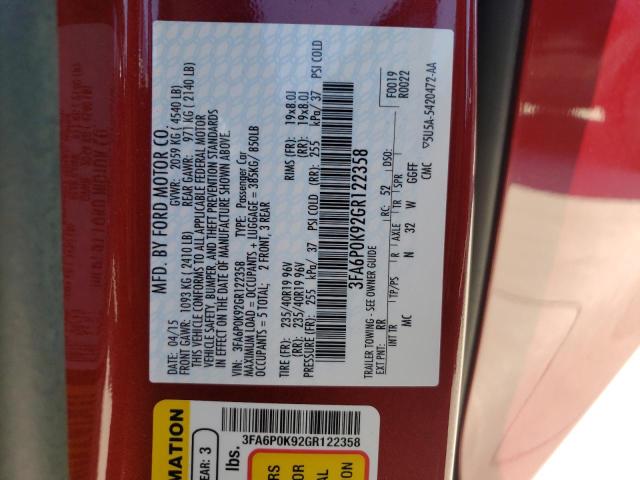 MFD. BY FORD MOTOR CO.
DATE: 04/15
GVWR: 2059 KG (4540 LB)
FRONT GAWR: 1093 KG (2410 LB)
REAR GAWR: 971 KG (2140 LB)
THIS VEHICLE CONFORMS TO ALL APPLICABLE FEDERAL MOTOR
VEHICLE SAFETY, BUMPER, AND THEFT PREVENTION STANDARDS
IN EFFECT ON THE DATE OF MANUFACTURE SHOWN ABOVE.
VIN: 3FA6P0K92GR122358
TYPE: Passenger Car
MAXIMUM LOAD = OCCUPANTS + LUGGAGE = 385KG/ 850LB
OCCUPANTS = 5 TOTAL: 2 FRONT, 3 REAR
TIRE (FR): 235/40R19 96V RIMS (FR): 19x8.0J
(RR): 235/40R19 96V (RR): 19x8.0J
PRESSURE (FR): 255 kPa/ 37 PSI COLD (RR): 255 kPa/ 37 PSI COLD
3FA6P0K92GR122358
TRAILER TOWING - SEE OWNER GUIDE
F0019
R0022
EXT PNT: RR RC: 52 DSO:
INT TR TP/PS R AXLE TR SPR
MC N 32 W GGFF
CMC
5U5A-5420472-AA
3FA6P0K92GR122358
MATION
EAR: 3
lbs.